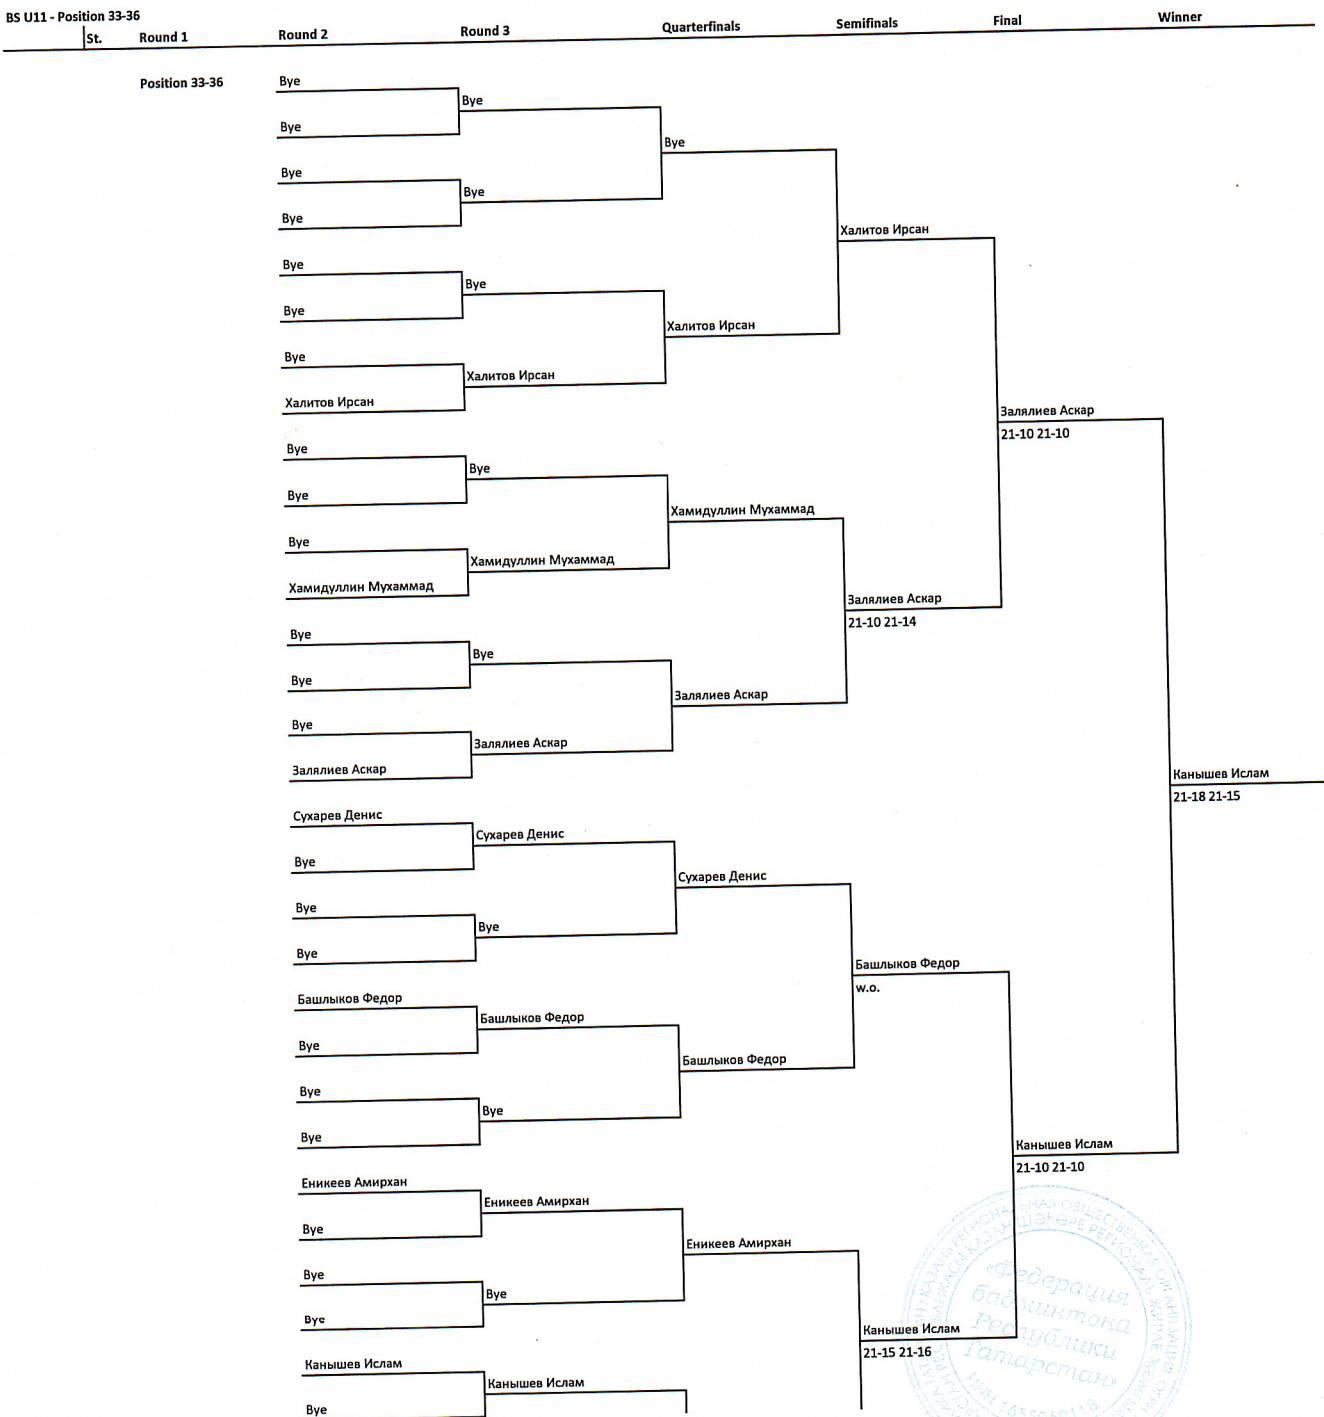 BS U11 - Position 33-36
St. Round 1 Round 2 Round 3 Quarterfinals Semifinals Final Winner
Position 33-36 Bye
Bye
Bye
Bye
Bye
Bye
Bye
Халитов Ирсан
Bye
Bye
Bye
Халитов Ирсан
Bye
Халитов Ирсан
Халитов Ирсан
Залялиев Аскар
21-10 21-10
Bye
Bye
Bye
Хамидуллин Мухаммад
Bye
Хамидуллин Мухаммад
Хамидуллин Мухаммад
Залялиев Аскар
21-10 21-14
Bye
Bye
Bye
Залялиев Аскар
Bye
Залялиев Аскар
Залялиев Аскар
Канышев Ислам
21-18 21-15
Сухарев Денис
Сухарев Денис
Bye
Сухарев Денис
Bye
Bye
Bye
Башлыков Федор
w.o.
Башлыков Федор
Башлыков Федор
Bye
Башлыков Федор
Bye
Bye
Bye
Канышев Ислам
21-10 21-10
Еникеев Амирхан
Еникеев Амирхан
Bye
Еникеев Амирхан
Bye
Bye
Bye
Канышев Ислам
21-15 21-16
Канышев Ислам
Канышев Ислам
Bye
«Федерация
бадминтона
Республики
Татарстан»